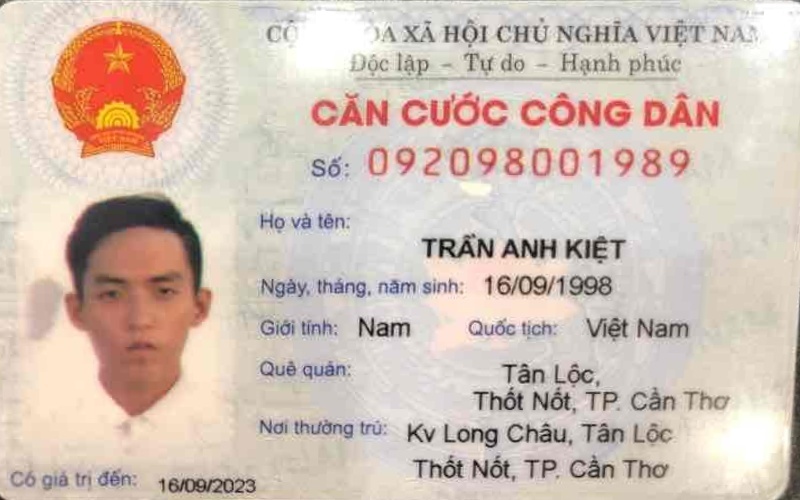 CỘNG HÒA XÃ HỘI CHỦ NGHĨA VIỆT NAM
Độc lập - Tự do - Hạnh phúc
CĂN CƯỚC CÔNG DÂN
Số: 092098001989
Họ và tên:
TRẦN ANH KIỆT
Ngày, tháng, năm sinh: 16/09/1998
Giới tính: Nam Quốc tịch: Việt Nam
Quê quán: Tân Lộc,
Thốt Nốt, TP. Cần Thơ
Nơi thường trú: Kv Long Châu, Tân Lộc
Thốt Nốt, TP. Cần Thơ
Có giá trị đến: 16/09/2023